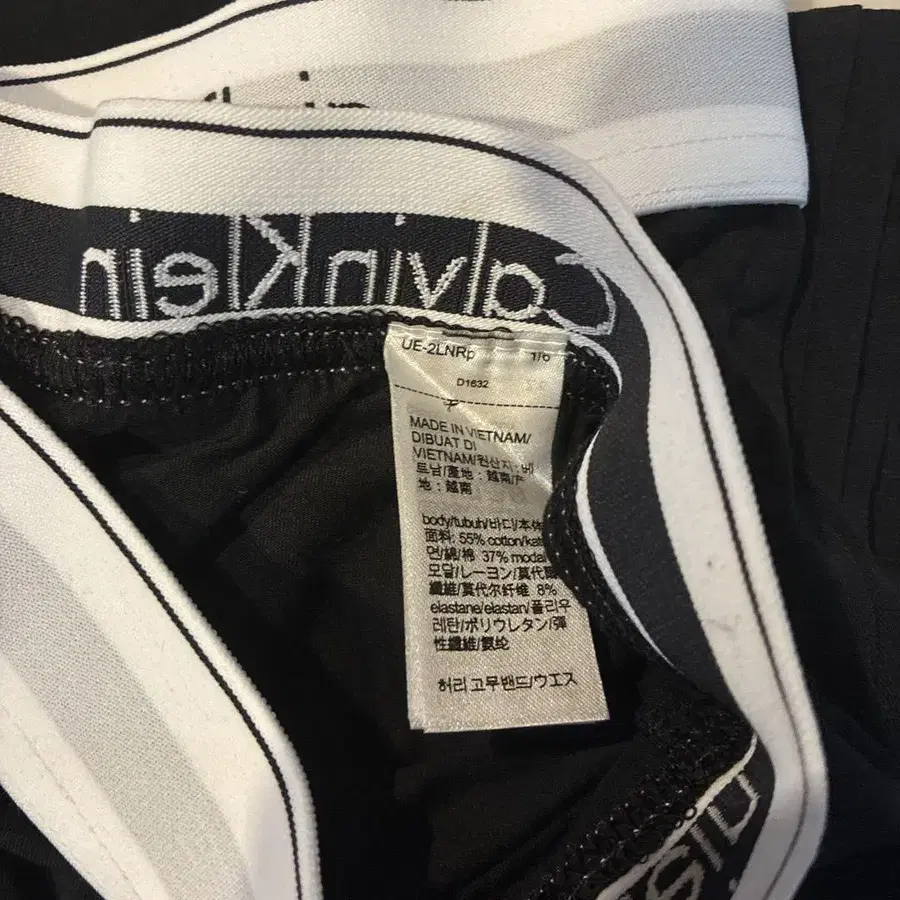 Calvin Klein
UE-2LNRp 1/6
D1632
MADE IN VIETNAM/
DIBUAT DI
VIETNAM/원산지: 베
트남/產地：越南/产
地：越南
body/tubuh/바디/本体
面料: 55% cotton/kat
면/綿/棉 37% modal
모달/レーヨン/莫代爾
纖維/莫代尔纤维 8%
elastane/elastan/폴리우
레탄/ポリウレタン/彈
性纖維/氨纶
허리 고무밴드/ウエス